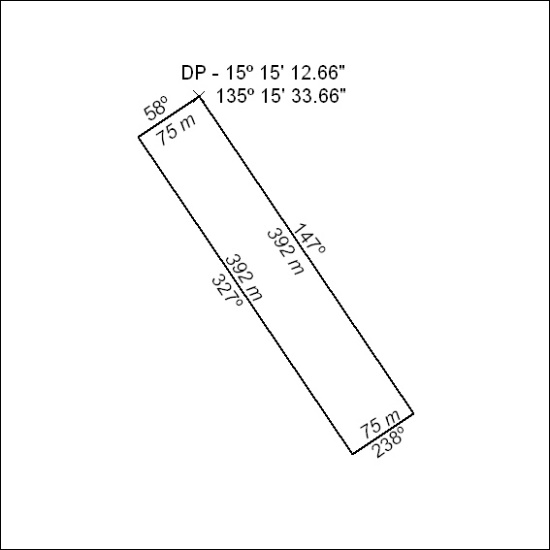 DP - 15º 15' 12.66"
135º 15' 33.66"
58º
75 m
147º
392 m
392 m
327º
75 m
238º